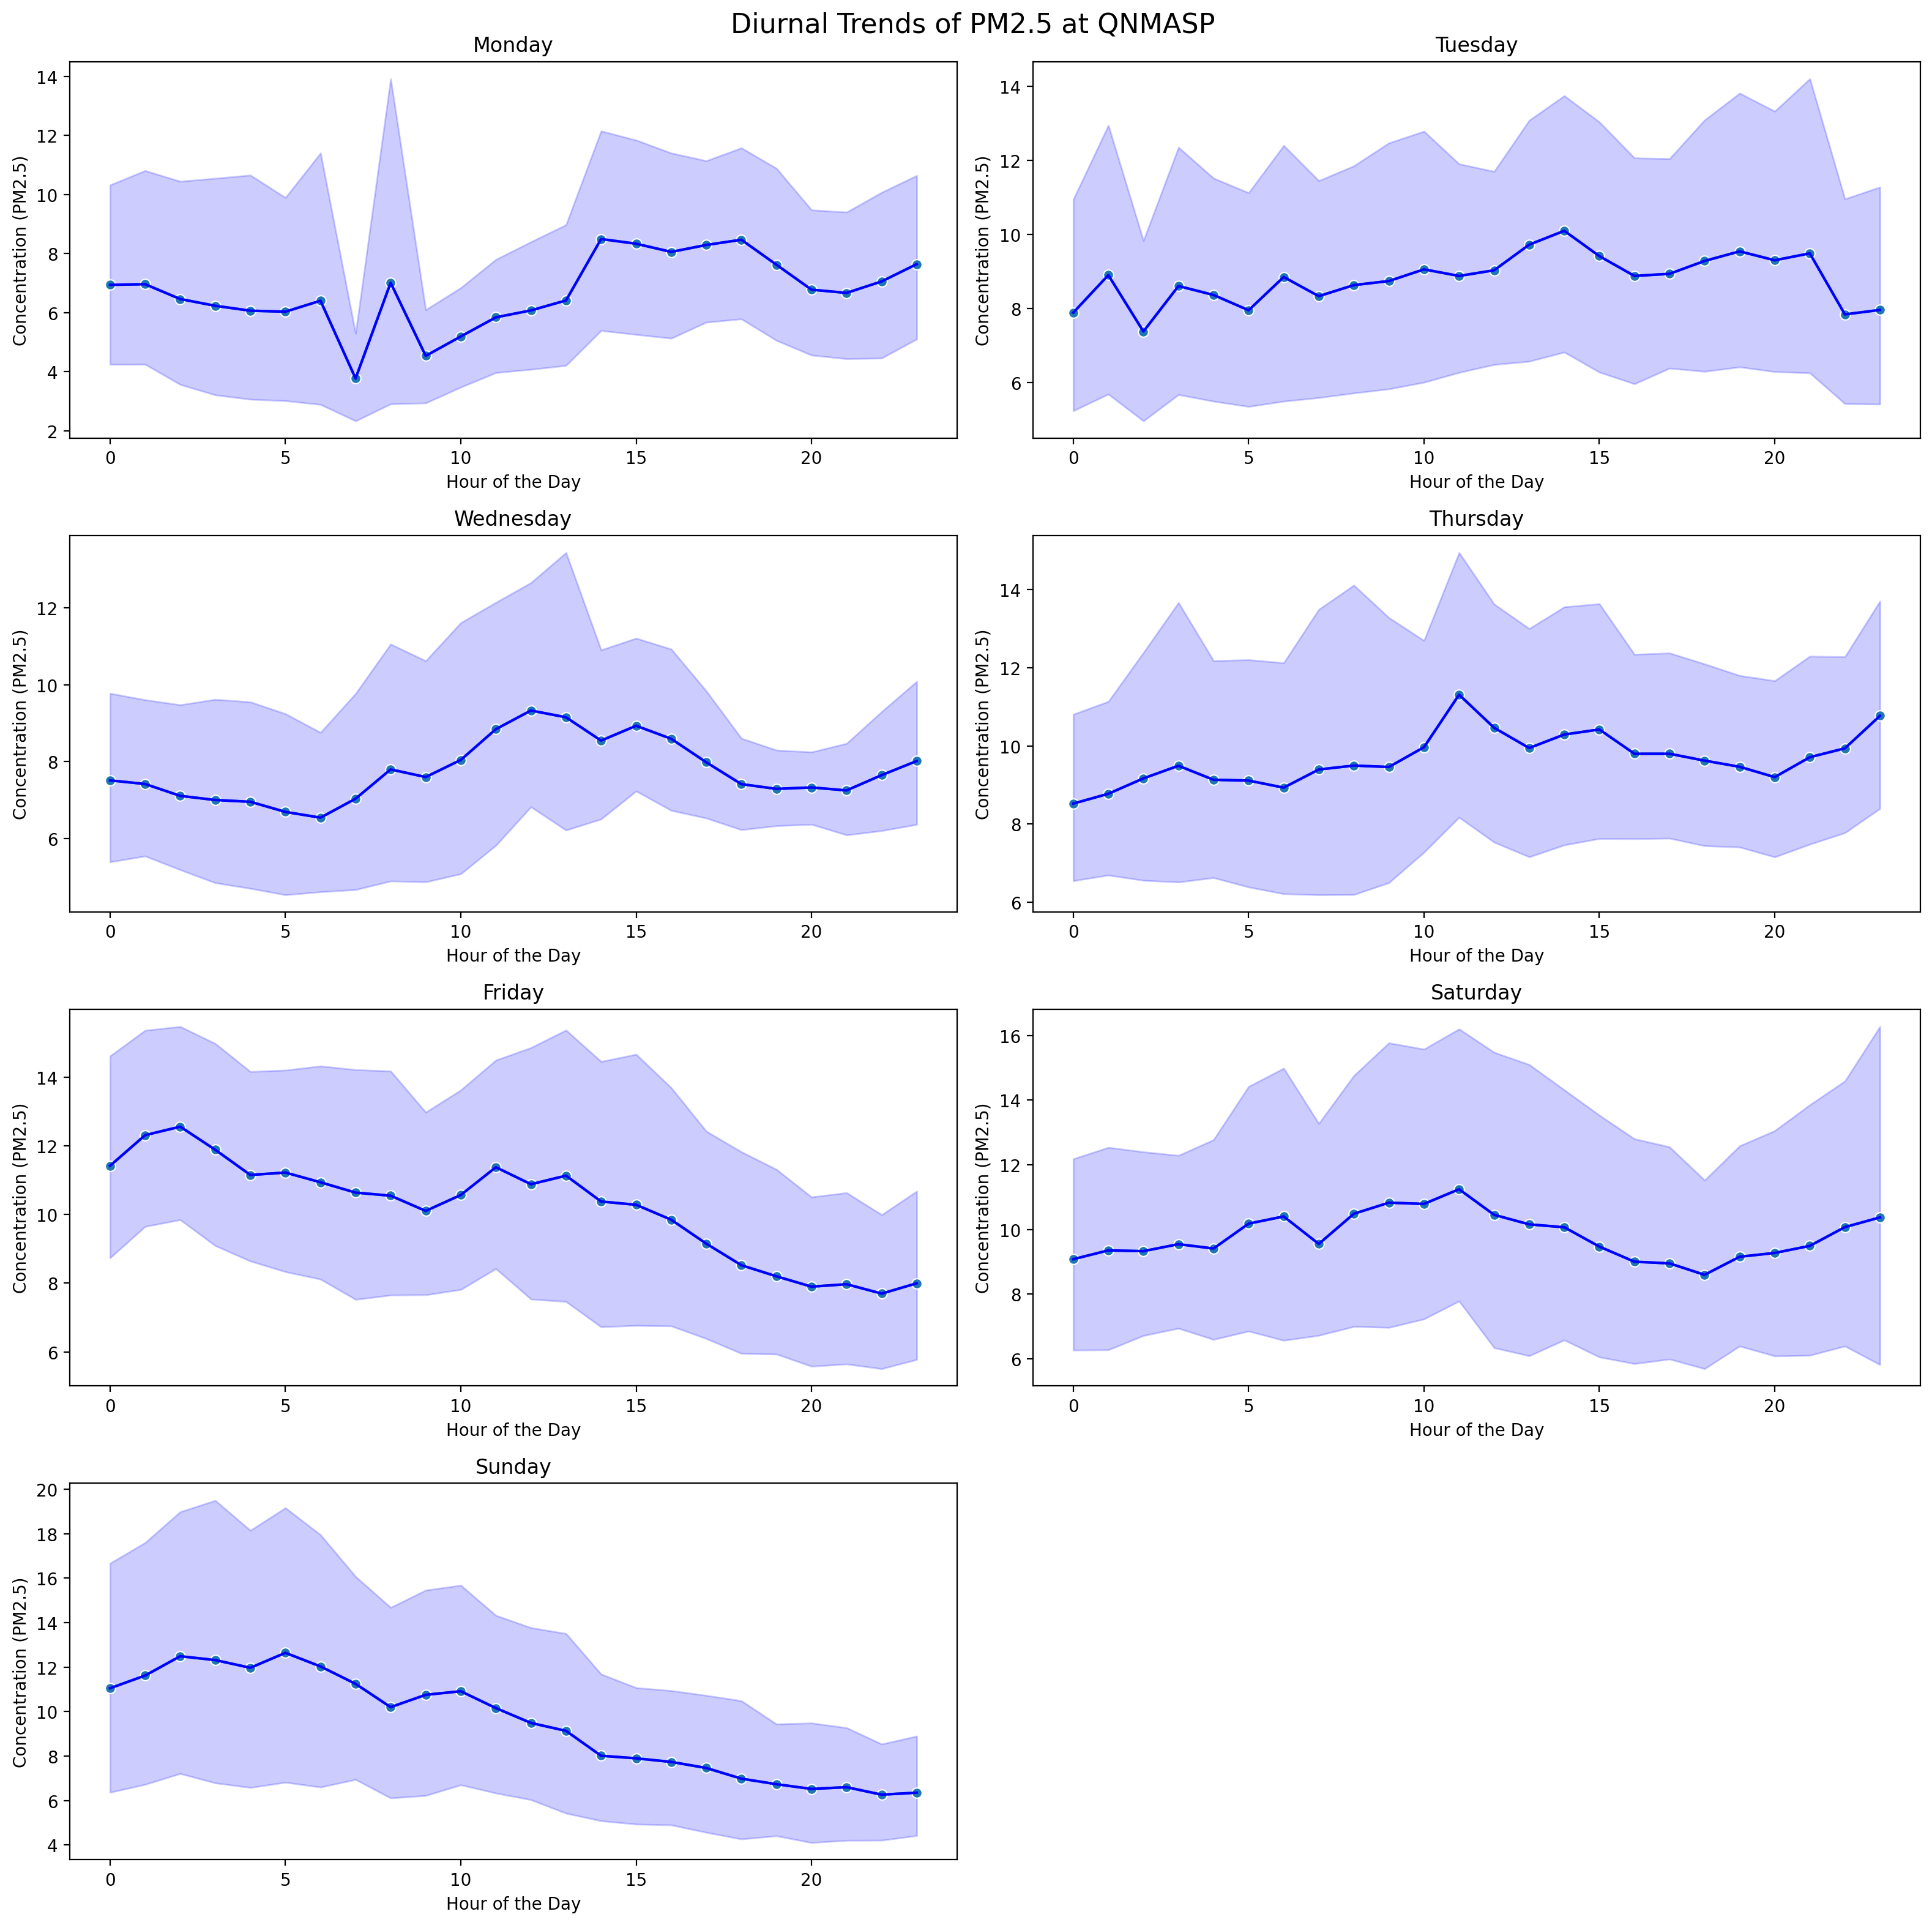 Diurnal Trends of PM2.5 at QNMASP
Monday
Concentration (PM2.5)
14
12
10
8
6
4
2
0 5 10 15 20
Hour of the Day
Tuesday
Concentration (PM2.5)
14
12
10
8
6
0 5 10 15 20
Hour of the Day
Wednesday
Concentration (PM2.5)
12
10
8
6
0 5 10 15 20
Hour of the Day
Thursday
Concentration (PM2.5)
14
12
10
8
6
0 5 10 15 20
Hour of the Day
Friday
Concentration (PM2.5)
14
12
10
8
6
0 5 10 15 20
Hour of the Day
Saturday
Concentration (PM2.5)
16
14
12
10
8
6
0 5 10 15 20
Hour of the Day
Sunday
Concentration (PM2.5)
20
18
16
14
12
10
8
6
4
0 5 10 15 20
Hour of the Day